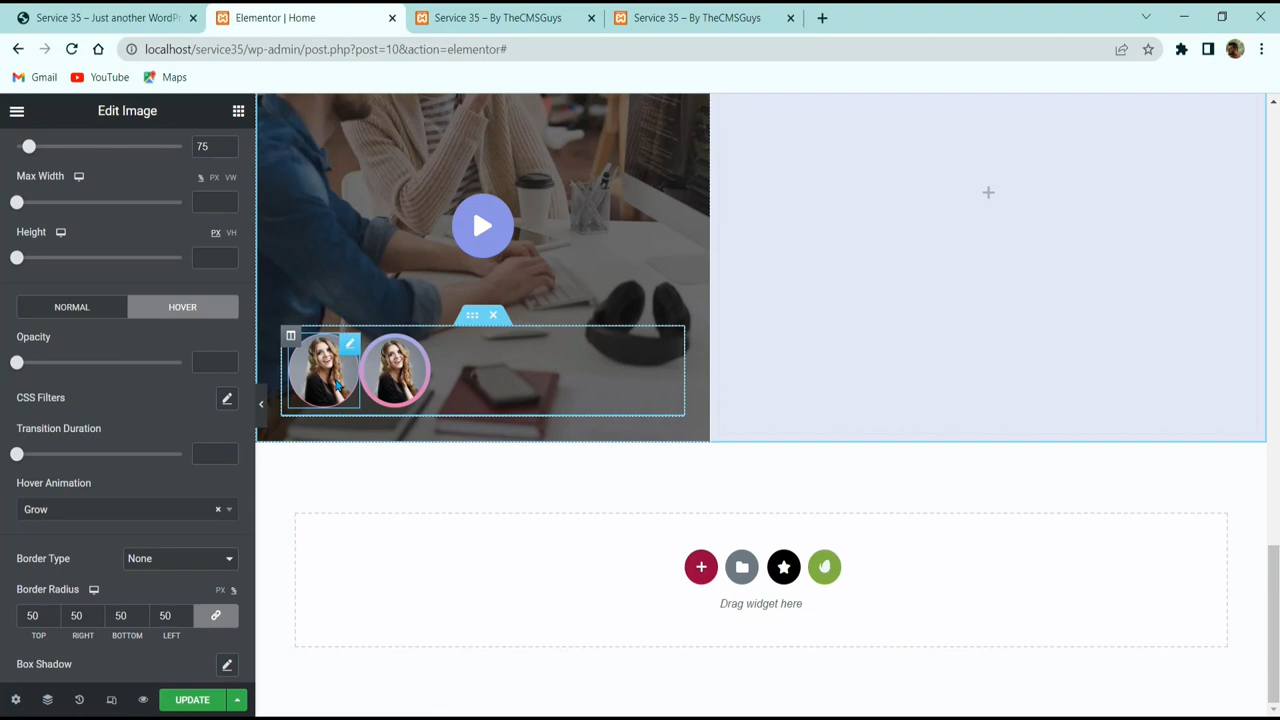 Service 35 – Just another WordPr
Elementor | Home
Service 35 – By TheCMSGuys
Service 35 – By TheCMSGuys
localhost/service35/wp-admin/post.php?post=10&action=elementor#
Gmail
YouTube
Maps
Edit Image
75
Max Width
% PX VW
Height
PX VH
NORMAL
HOVER
Opacity
CSS Filters
Transition Duration
Hover Animation
Grow
Border Type
None
Border Radius
PX %
50 50 50 50
TOP RIGHT BOTTOM LEFT
Box Shadow
UPDATE
Drag widget here